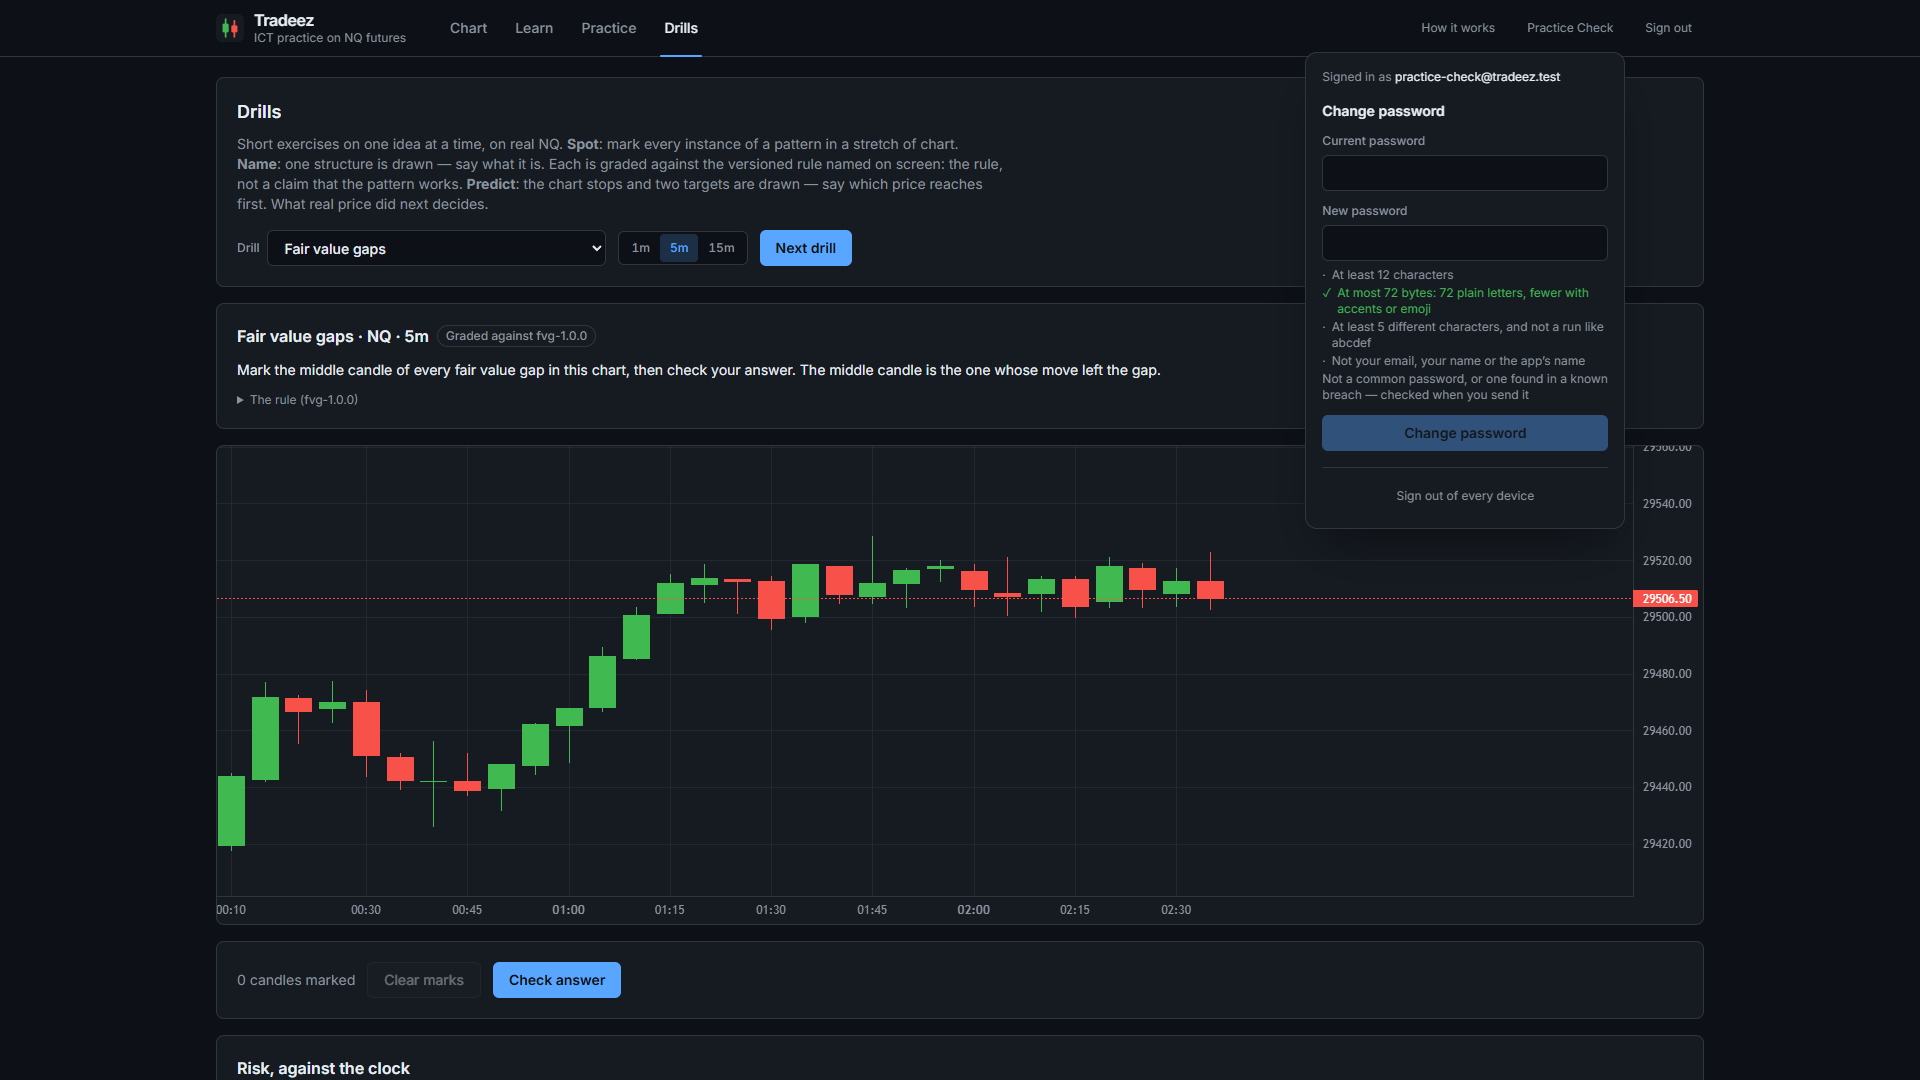 Tradeez
ICT practice on NQ futures
Chart
Learn
Practice
Drills
How it works
Practice Check
Sign out
Signed in as practice-check@tradeez.test
Change password
Current password
New password
· At least 12 characters
✓ At most 72 bytes: 72 plain letters, fewer with
accents or emoji
· At least 5 different characters, and not a run like
abcdef
· Not your email, your name or the app’s name
Not a common password, or one found in a known
breach — checked when you send it
Change password
Sign out of every device
Drills
Short exercises on one idea at a time, on real NQ. Spot: mark every instance of a pattern in a stretch of chart.
Name: one structure is drawn — say what it is. Each is graded against the versioned rule named on screen: the rule,
not a claim that the pattern works. Predict: the chart stops and two targets are drawn — say which price reaches
first. What real price did next decides.
Drill
Fair value gaps
1m
5m
15m
Next drill
Fair value gaps · NQ · 5m
Graded against fvg-1.0.0
Mark the middle candle of every fair value gap in this chart, then check your answer. The middle candle is the one whose move left the gap.
▶ The rule (fvg-1.0.0)
29560.00
29540.00
29520.00
29506.50
29500.00
29480.00
29460.00
29440.00
29420.00
00:10
00:30
00:45
01:00
01:15
01:30
01:45
02:00
02:15
02:30
0 candles marked
Clear marks
Check answer
Risk, against the clock